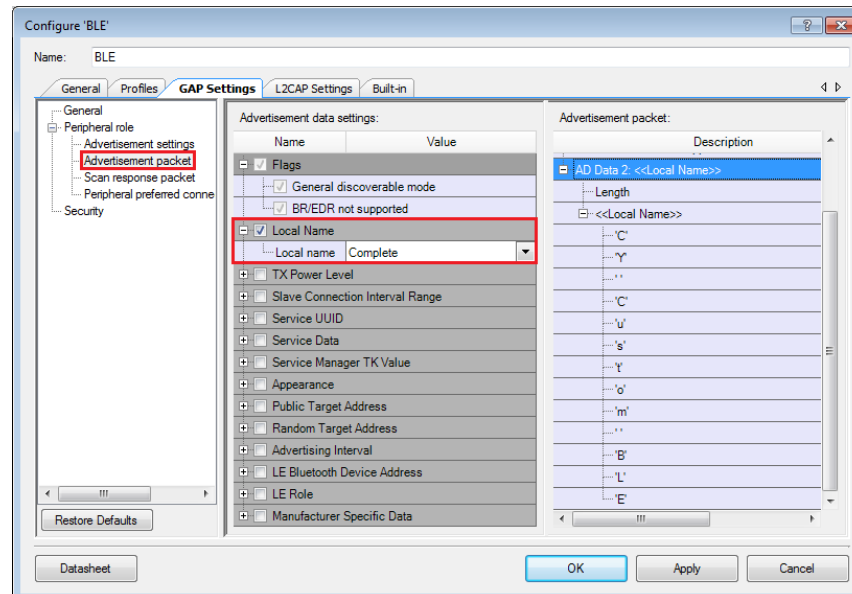 Configure 'BLE'
Name: BLE
General Profiles GAP Settings L2CAP Settings Built-in
General
Peripheral role
Advertisement settings
Advertisement packet
Scan response packet
Peripheral preferred conne
Security
Restore Defaults
Advertisement data settings:
Name Value
Flags
General discoverable mode
BR/EDR not supported
Local Name
Local name Complete
TX Power Level
Slave Connection Interval Range
Service UUID
Service Data
Service Manager TK Value
Appearance
Public Target Address
Random Target Address
Advertising Interval
LE Bluetooth Device Address
LE Role
Manufacturer Specific Data
Advertisement packet:
Description
AD Data 2: <<Local Name>>
Length
<<Local Name>>
'C'
'Y'
' '
'C'
'u'
's'
't'
'o'
'm'
' '
'B'
'L'
'E'
Datasheet OK Apply Cancel